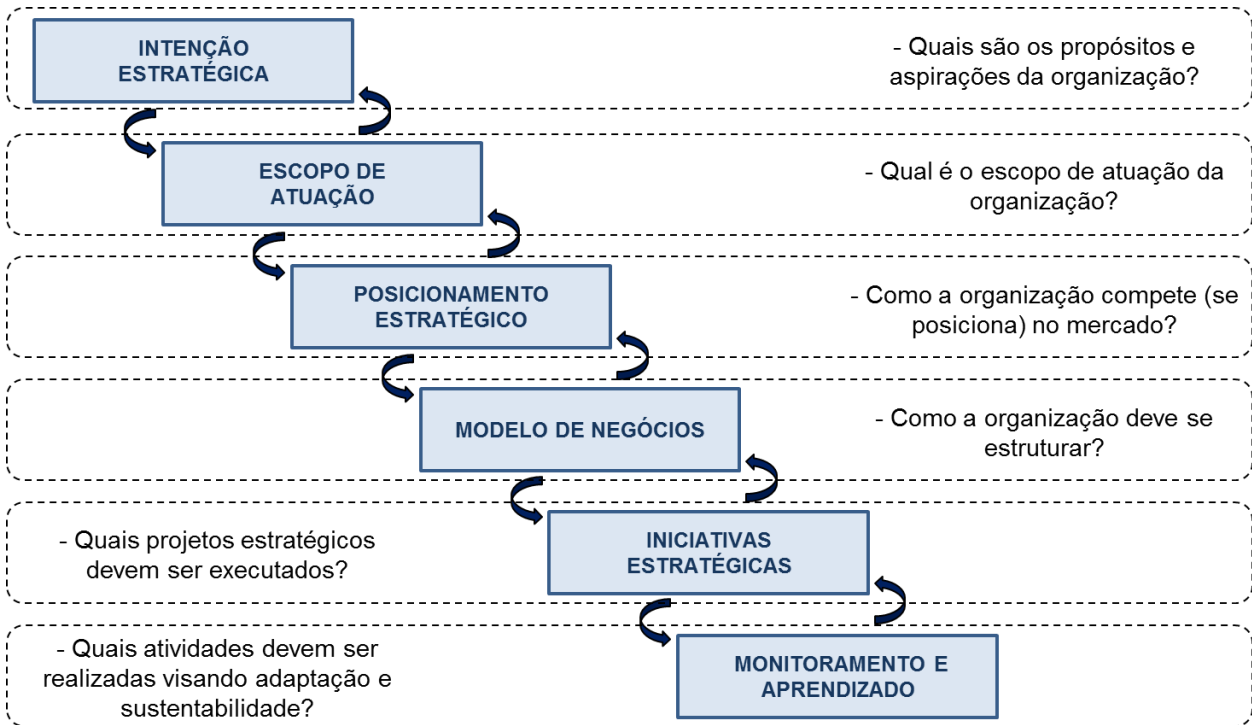 INTENÇÃO
ESTRATÉGICA
- Quais são os propósitos e
aspirações da organização?
ESCOPO DE
ATUAÇÃO
- Qual é o escopo de atuação da
organização?
POSICIONAMENTO
ESTRATÉGICO
- Como a organização compete (se
posiciona) no mercado?
MODELO DE NEGÓCIOS
- Como a organização deve se
estruturar?
- Quais projetos estratégicos
devem ser executados?
INICIATIVAS
ESTRATÉGICAS
- Quais atividades devem ser
realizadas visando adaptação e
sustentabilidade?
MONITORAMENTO E
APRENDIZADO